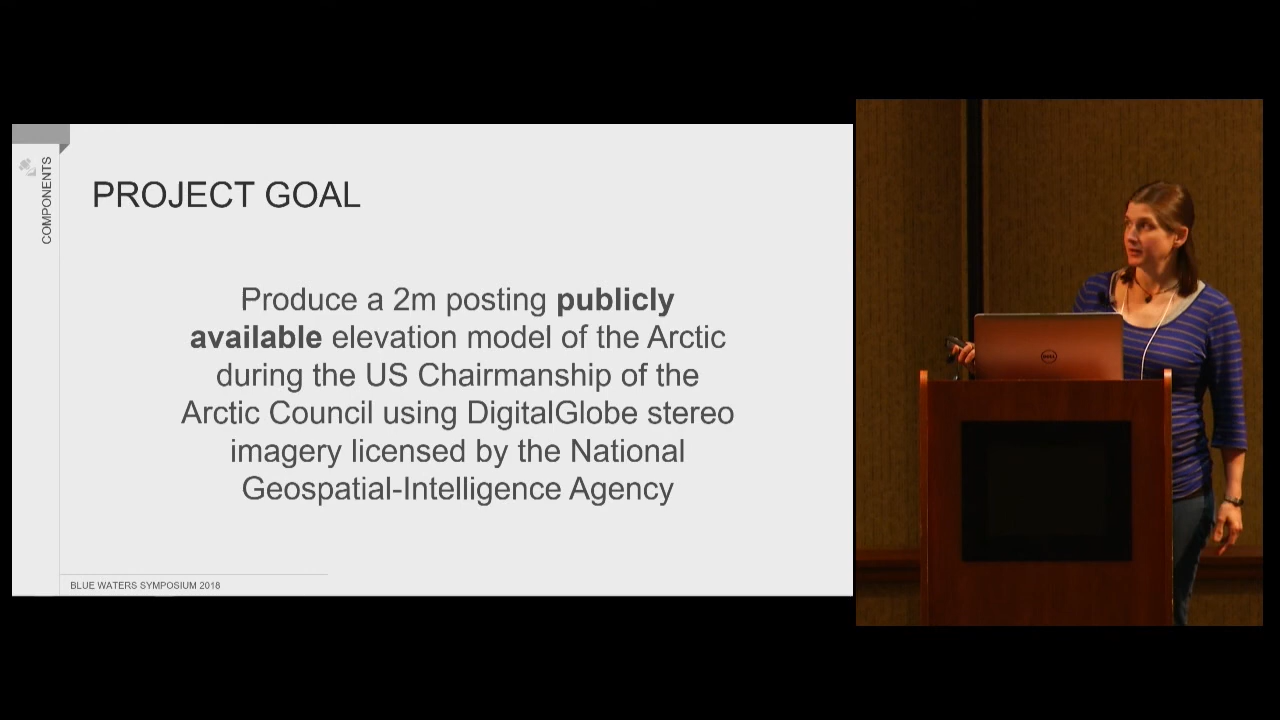 COMPONENTS
PROJECT GOAL
Produce a 2m posting publicly
available elevation model of the Arctic
during the US Chairmanship of the
Arctic Council using DigitalGlobe stereo
imagery licensed by the National
Geospatial-Intelligence Agency
BLUE WATERS SYMPOSIUM 2018
DELL